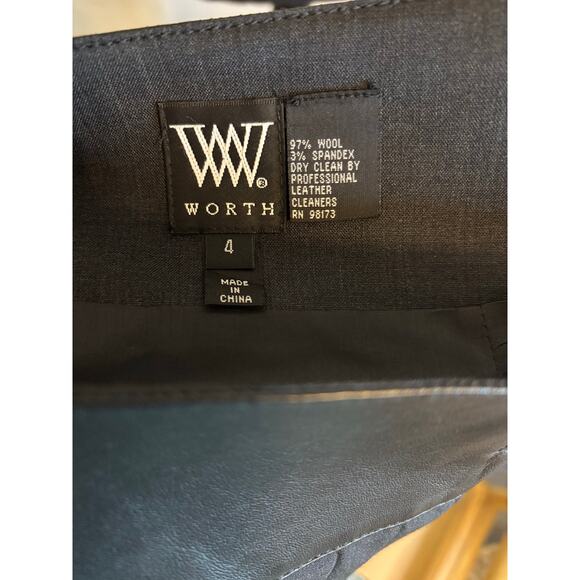 W
WORTH
4
MADE
IN
CHINA
97% WOOL
3% SPANDEX
DRY CLEAN BY
PROFESSIONAL
LEATHER
CLEANERS
RN 98173